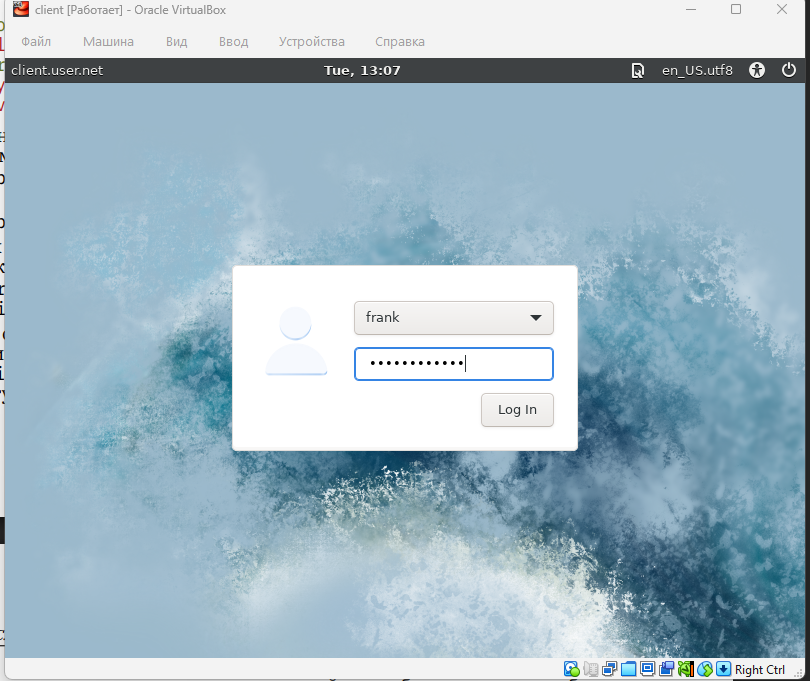 client [Работает] - Oracle VirtualBox
Файл Машина Вид Ввод Устройства Справка
client.user.net Tue, 13:07 en_US.utf8
frank
••••••••••••
Log In
Right Ctrl